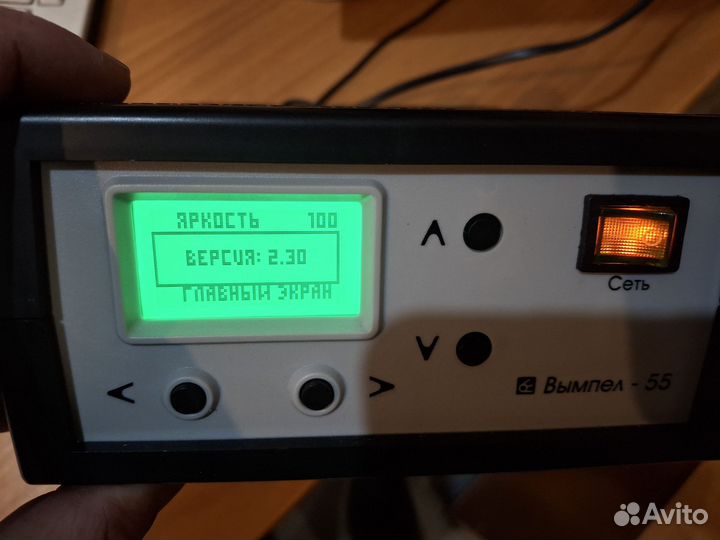 ЯРКОСТЬ 100
ВЕРСИЯ: 2.30
ГЛАВНЫЙ ЭКРАН
Сеть
Вымпел - 55
Avito